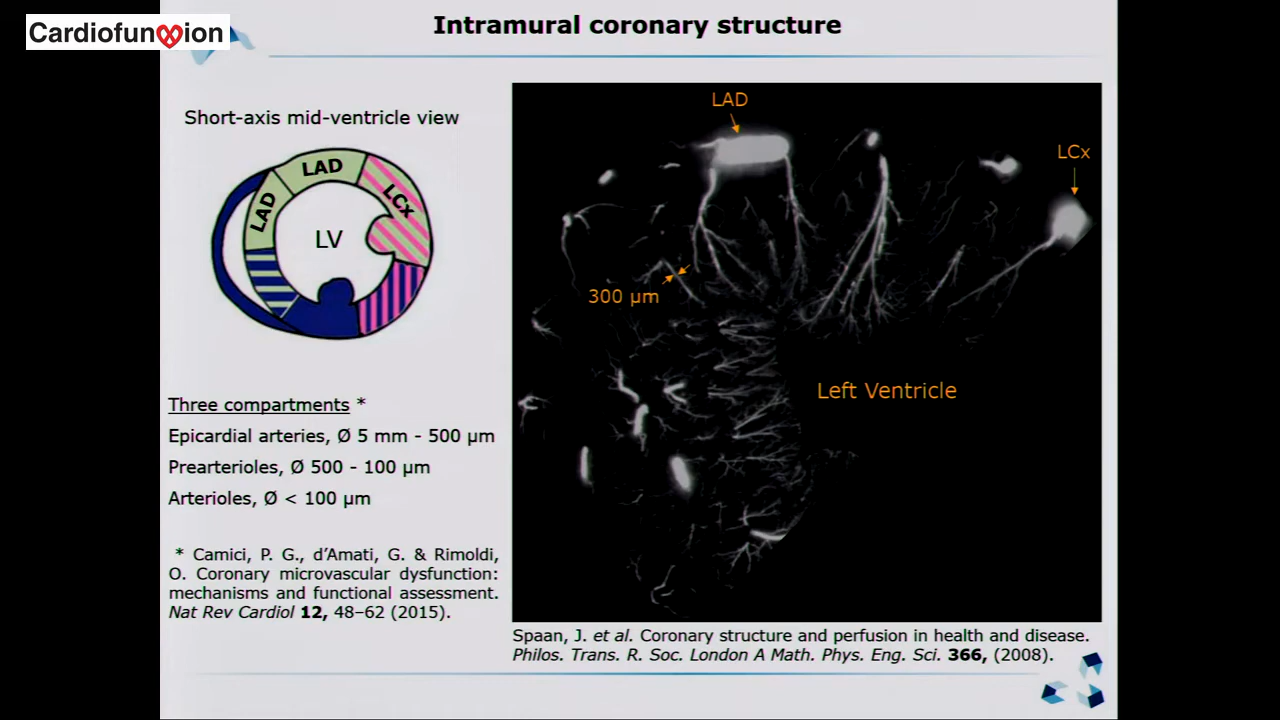 Cardiofunxion
Intramural coronary structure
Short-axis mid-ventricle view
LAD
LAD
LCx
LV
Three compartments *
Epicardial arteries, Ø 5 mm - 500 µm
Prearterioles, Ø 500 - 100 µm
Arterioles, Ø < 100 µm
* Camici, P. G., d’Amati, G. & Rimoldi,
O. Coronary microvascular dysfunction:
mechanisms and functional assessment.
Nat Rev Cardiol 12, 48–62 (2015).
LAD
LCx
300 µm
Left Ventricle
Spaan, J. et al. Coronary structure and perfusion in health and disease.
Philos. Trans. R. Soc. London A Math. Phys. Eng. Sci. 366, (2008).